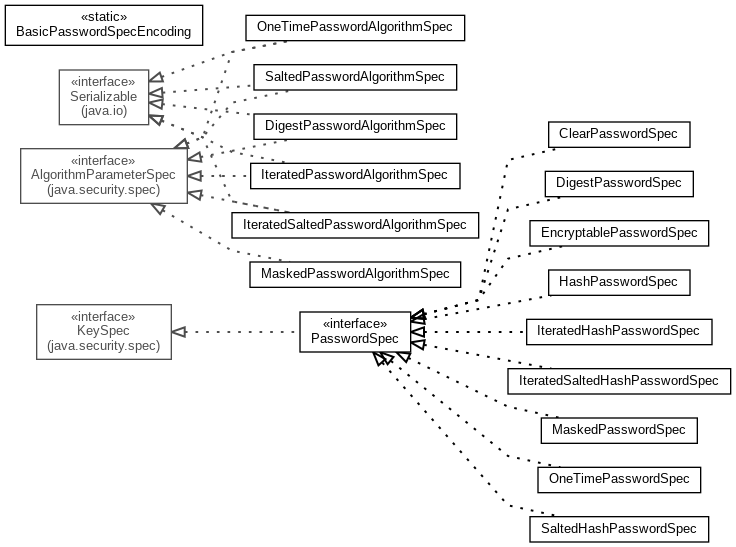 «static»
BasicPasswordSpecEncoding
OneTimePasswordAlgorithmSpec
«interface»
Serializable
(java.io)
SaltedPasswordAlgorithmSpec
DigestPasswordAlgorithmSpec
«interface»
AlgorithmParameterSpec
(java.security.spec)
IteratedPasswordAlgorithmSpec
IteratedSaltedPasswordAlgorithmSpec
MaskedPasswordAlgorithmSpec
ClearPasswordSpec
DigestPasswordSpec
EncryptablePasswordSpec
HashPasswordSpec
«interface»
KeySpec
(java.security.spec)
«interface»
PasswordSpec
IteratedHashPasswordSpec
IteratedSaltedHashPasswordSpec
MaskedPasswordSpec
OneTimePasswordSpec
SaltedHashPasswordSpec